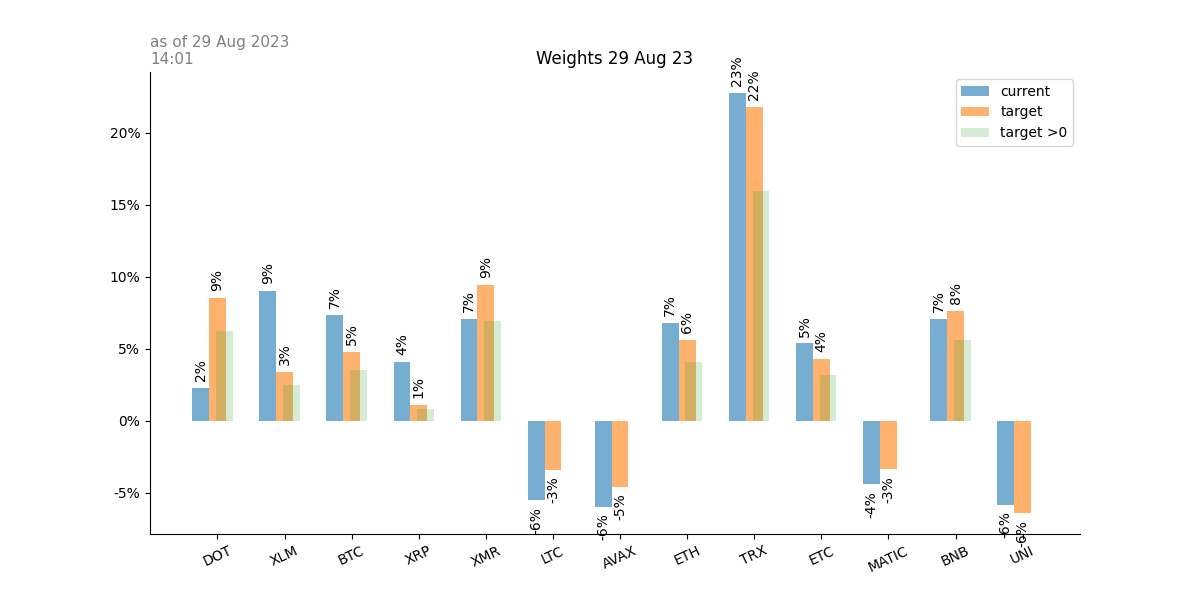 as of 29 Aug 2023
14:01
Weights 29 Aug 23
current
target
target >0
20%
15%
10%
5%
0%
-5%
2%
9%
9%
3%
7%
5%
4%
1%
7%
9%
-6%
-3%
-6%
-5%
7%
6%
23%
22%
5%
4%
-4%
-3%
7%
8%
-6%
-6%
DOT
XLM
BTC
XRP
XMR
LTC
AVAX
ETH
TRX
ETC
MATIC
BNB
UNI